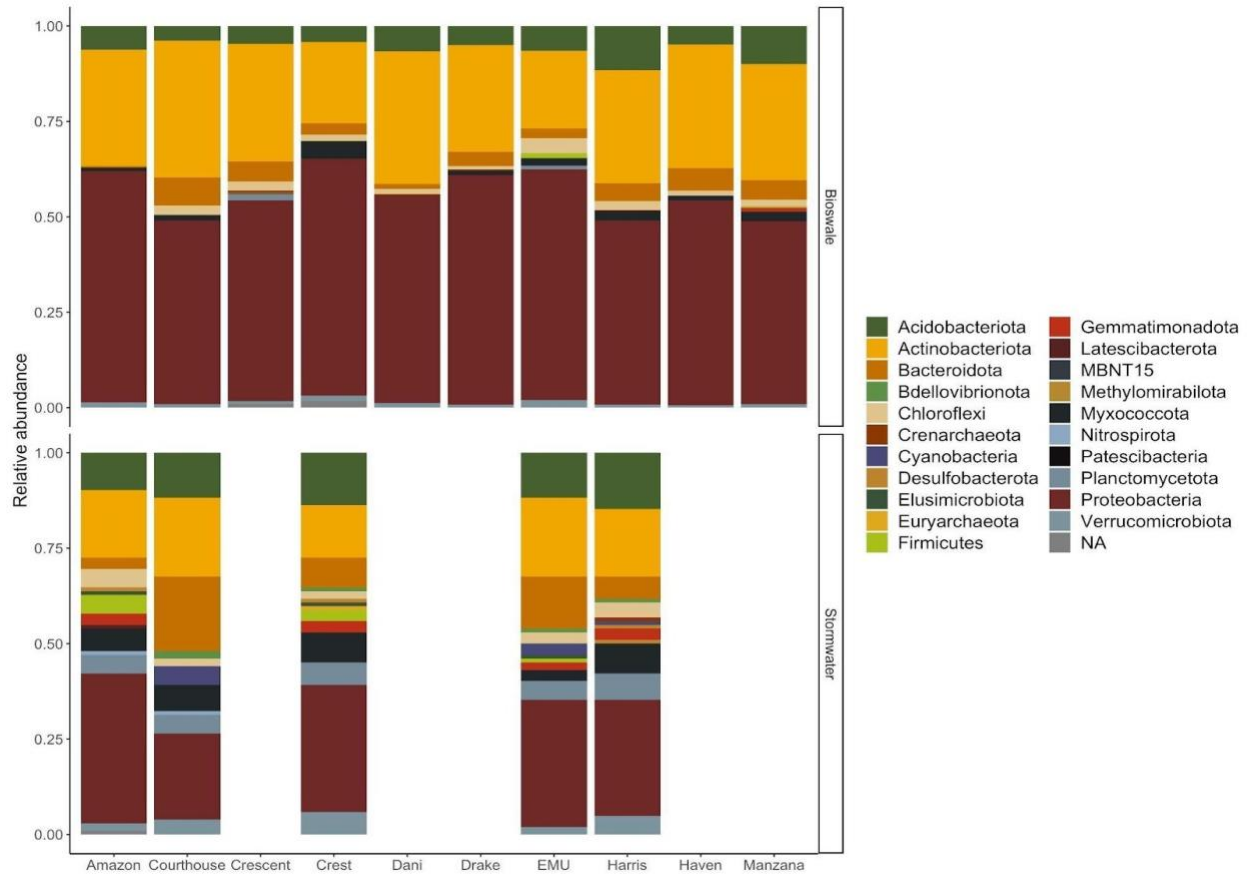 1.00
0.75
0.50
0.25
0.00
Bioswale
Relative abundance
1.00
0.75
0.50
0.25
0.00
Stormwater
Amazon Courthouse Crescent Crest Dani Drake EMU Harris Haven Manzana
Acidobacteriota
Actinobacteriota
Bacteroidota
Bdellovibrionota
Chloroflexi
Crenarchaeota
Cyanobacteria
Desulfobacterota
Elusimicrobiota
Euryarchaeota
Firmicutes
Gemmatimonadota
Latescibacterota
MBNT15
Methylomirabilota
Myxococcota
Nitrospirota
Patescibacteria
Planctomycetota
Proteobacteria
Verrucomicrobiota
NA